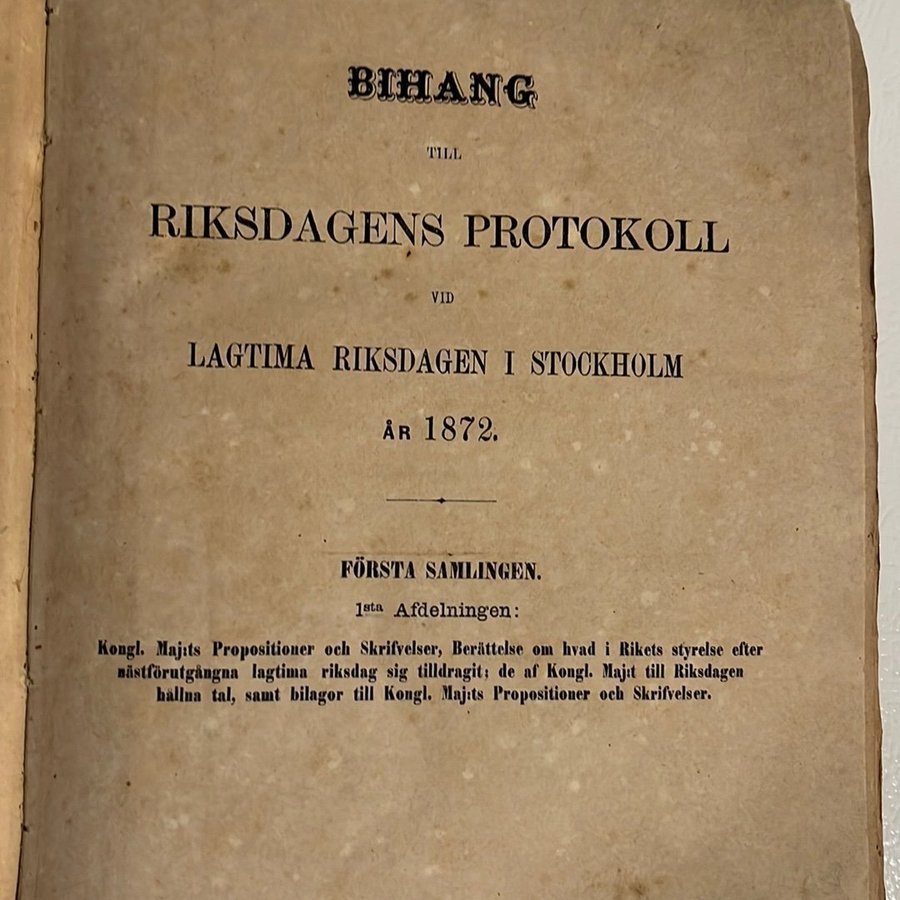 BIHANG
TILL
RIKSDAGENS PROTOKOLL
VID
LAGTIMA RIKSDAGEN I STOCKHOLM
ÅR 1872.
FÖRSTA SAMLINGEN.
1sta Afdelningen:
Kongl. Maj:ts Propositioner och Skrifvelser, Berättelse om hvad i Rikets styrelse efter
nästförutgångna lagtima riksdag sig tilldragit; de af Kongl. Maj:t till Riksdagen
hållna tal, samt bilagor till Kongl. Maj:ts Propositioner och Skrifvelser.